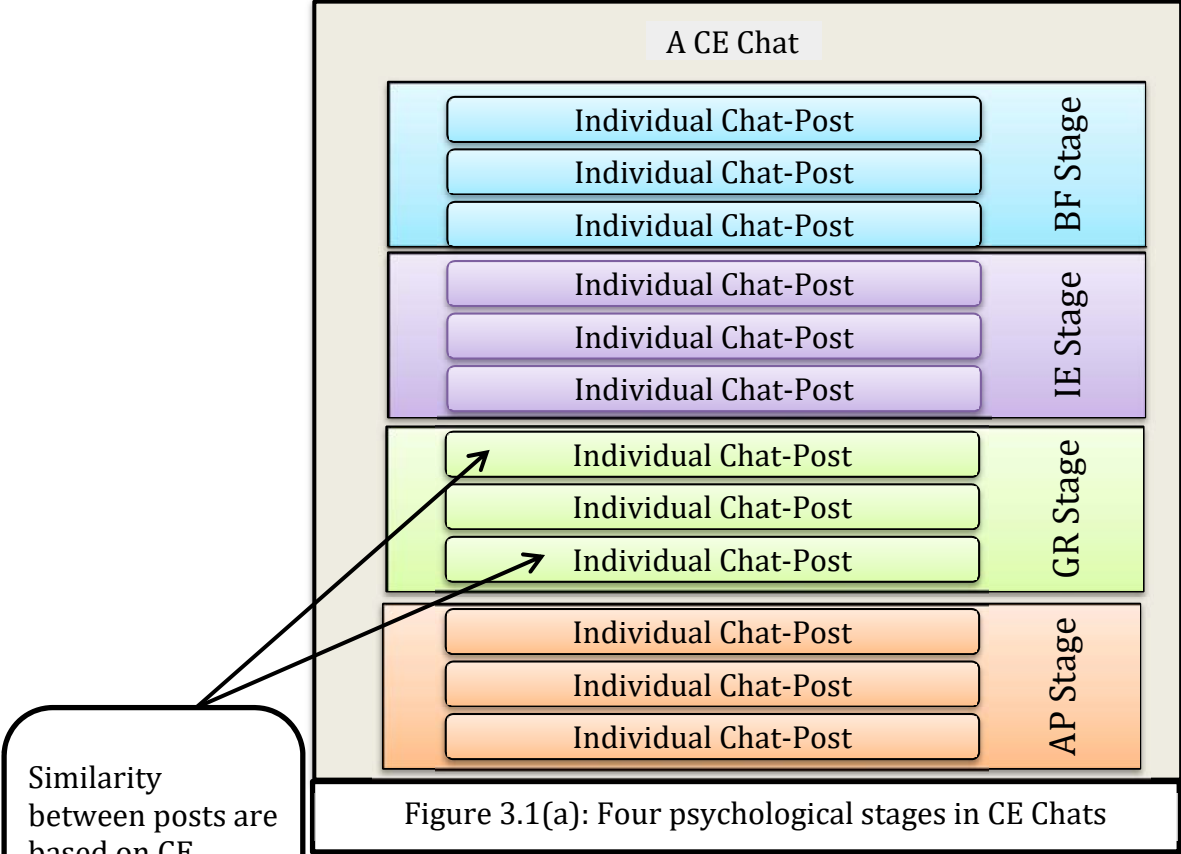 A CE Chat
Individual Chat-Post
Individual Chat-Post
Individual Chat-Post
BF Stage
Individual Chat-Post
Individual Chat-Post
Individual Chat-Post
IE Stage
Individual Chat-Post
Individual Chat-Post
Individual Chat-Post
GR Stage
Individual Chat-Post
Individual Chat-Post
Individual Chat-Post
AP Stage
Similarity
between posts are
based on CE
Figure 3.1(a): Four psychological stages in CE Chats